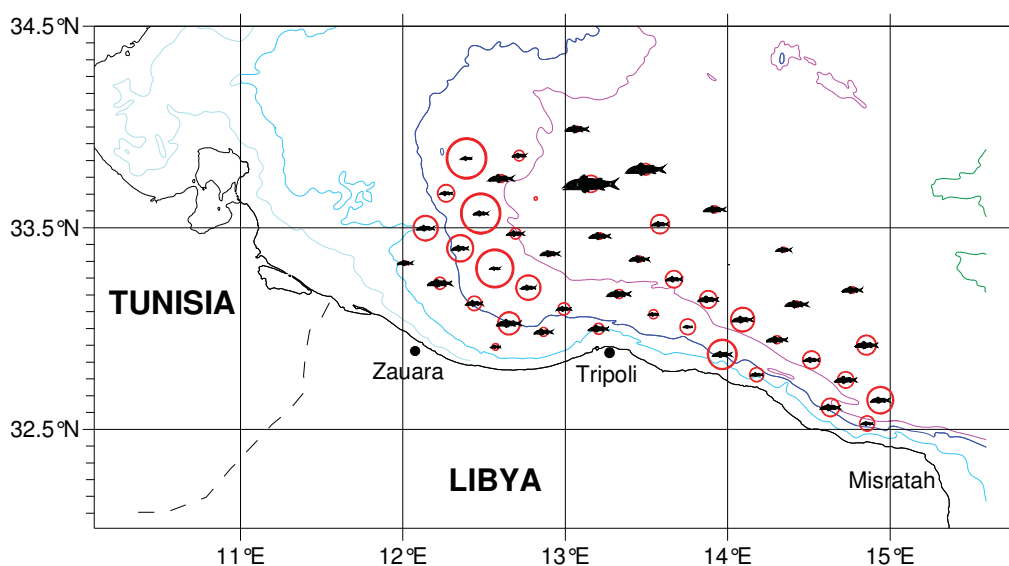 34.5°N
33.5°N
TUNISIA
Zauara
Tripoli
32.5°N
LIBYA
Misratah
11°E
12°E
13°E
14°E
15°E